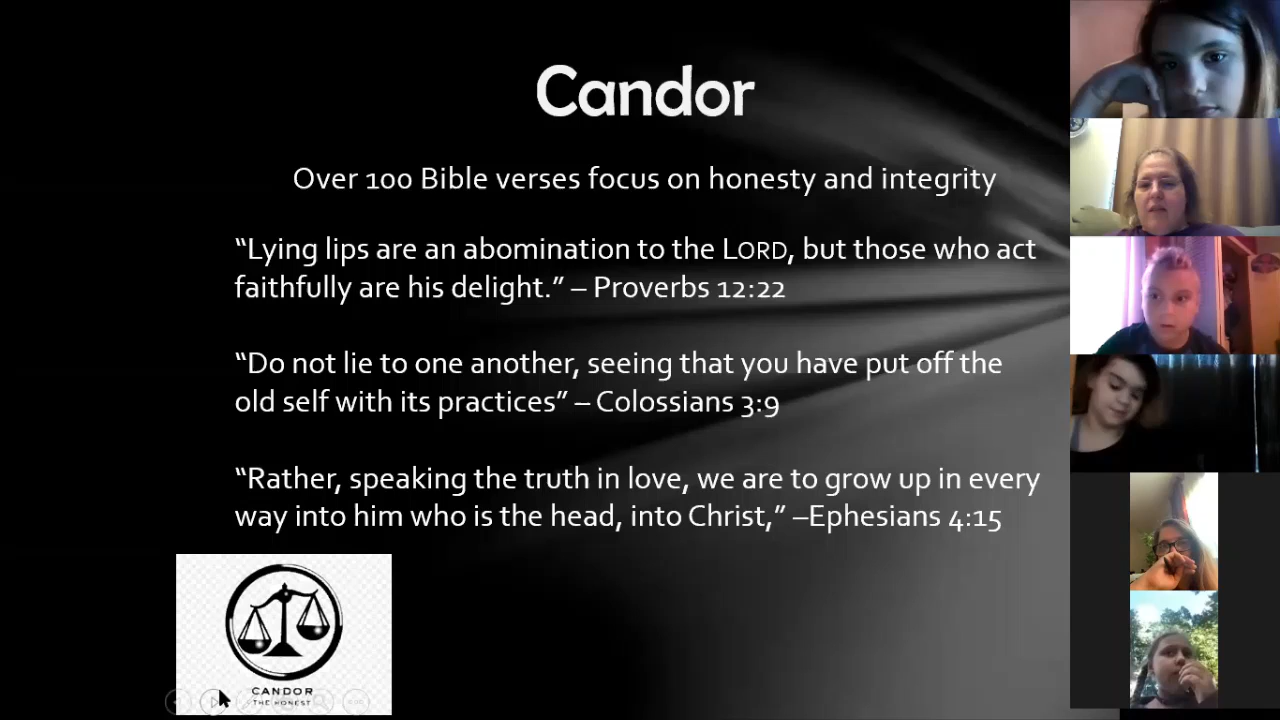 Candor
Over 100 Bible verses focus on honesty and integrity
“Lying lips are an abomination to the LORD, but those who act
faithfully are his delight.” – Proverbs 12:22
“Do not lie to one another, seeing that you have put off the
old self with its practices” – Colossians 3:9
“Rather, speaking the truth in love, we are to grow up in every
way into him who is the head, into Christ,” –Ephesians 4:15
CANDOR
THE HONEST